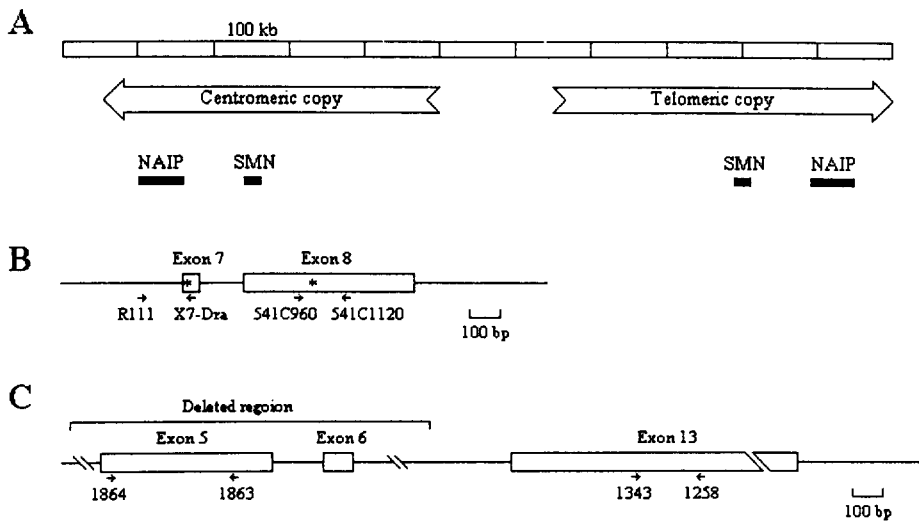 A
100 kb
Centromeric copy
Telomeric copy
NAIP
SMN
SMN
NAIP
B
Exon 7
Exon 8
*
*
R111
X7-Dra
541C960
541C1120
100 bp
C
Deleted regoion
Exon 5
Exon 6
Exon 13
1864
1863
1343
1258
100 bp